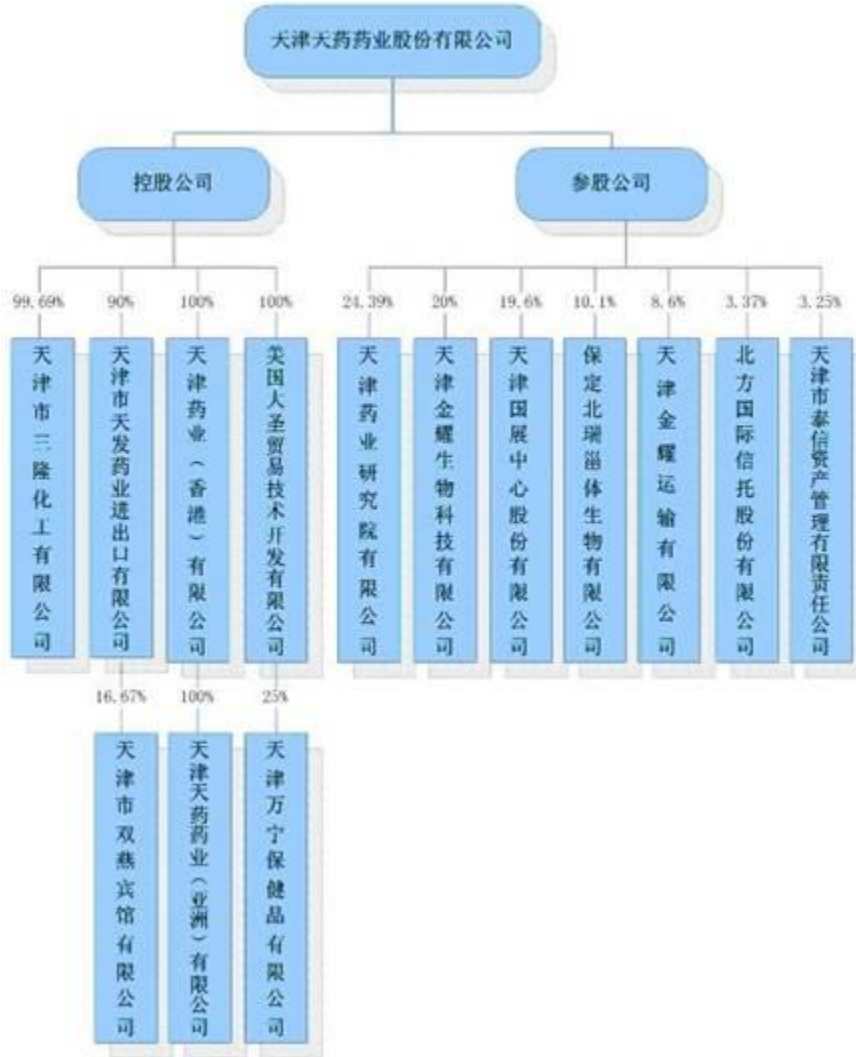 天津天药药业股份有限公司
控股公司
参股公司
99.69%
90%
100%
100%
24.39%
20%
19.6%
10.1%
8.6%
3.37%
3.25%
天津市三隆化工有限公司
天津市天发药业进出口有限公司
天津药业（香港）有限公司
美国大圣贸易技术开发有限公司
天津药业研究院有限公司
天津金耀生物科技有限公司
天津国展中心股份有限公司
保定北瑞甾体生物有限公司
天津金耀运输有限公司
北方国际信托股份有限公司
天津市泰信资产管理有限责任公司
16.67%
100%
25%
天津市双燕宾馆有限公司
天津天药药业（亚洲）有限公司
天津万宁保健品有限公司